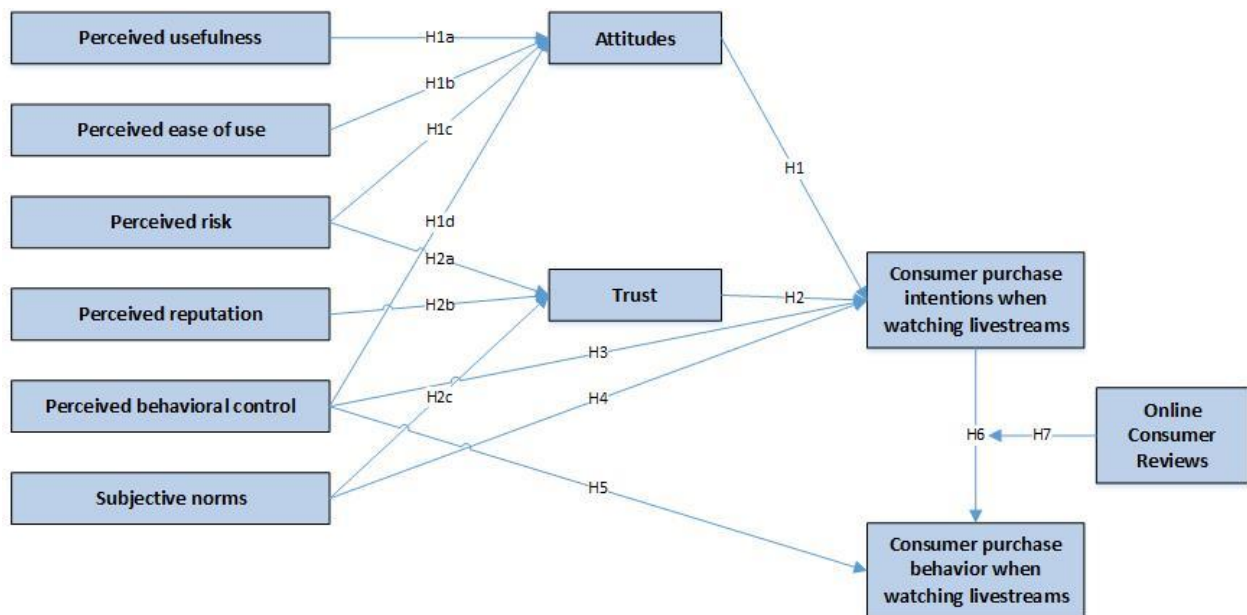 Perceived usefulness
H1a
Attitudes
H1b
Perceived ease of use
H1c
H1
Perceived risk
H1d
H2a
Trust
H2
Consumer purchase
intentions when
watching livestreams
Perceived reputation
H2b
H3
Perceived behavioral control
H2c
H4
H6
H7
Online
Consumer
Reviews
Subjective norms
H5
Consumer purchase
behavior when
watching livestreams